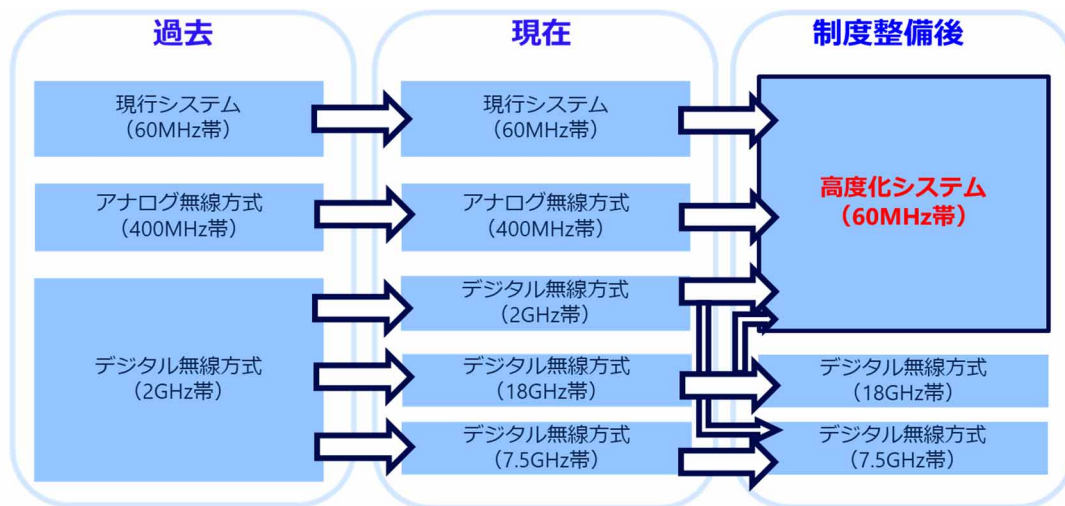 過去
現行システム
(60MHz帯)
アナログ無線方式
(400MHz帯)
デジタル無線方式
(2GHz帯)
現在
現行システム
(60MHz帯)
アナログ無線方式
(400MHz帯)
デジタル無線方式
(2GHz帯)
デジタル無線方式
(18GHz帯)
デジタル無線方式
(7.5GHz帯)
制度整備後
高度化システム
(60MHz帯)
デジタル無線方式
(18GHz帯)
デジタル無線方式
(7.5GHz帯)